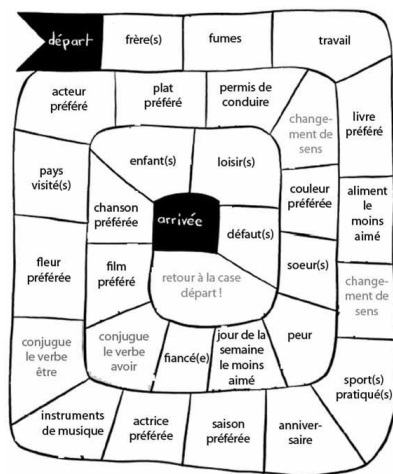 départ
frère(s)
fumes
travail
livre
préféré
aliment
le
moins
aimé
change-
ment de
sens
sport(s)
pratiqué(s)
anniver-
saire
saison
préférée
actrice
préférée
instruments
de musique
conjugue
le verbe
être
fleur
préférée
pays
visité(s)
acteur
préféré
plat
préféré
permis de
conduire
change-
ment de
sens
couleur
préférée
soeur(s)
peur
jour de la
semaine
le moins
aimé
fiancé(e)
conjugue
le verbe
avoir
film
préféré
chanson
préférée
enfant(s)
loisir(s)
défaut(s)
retour à la case
départ !
arrivée